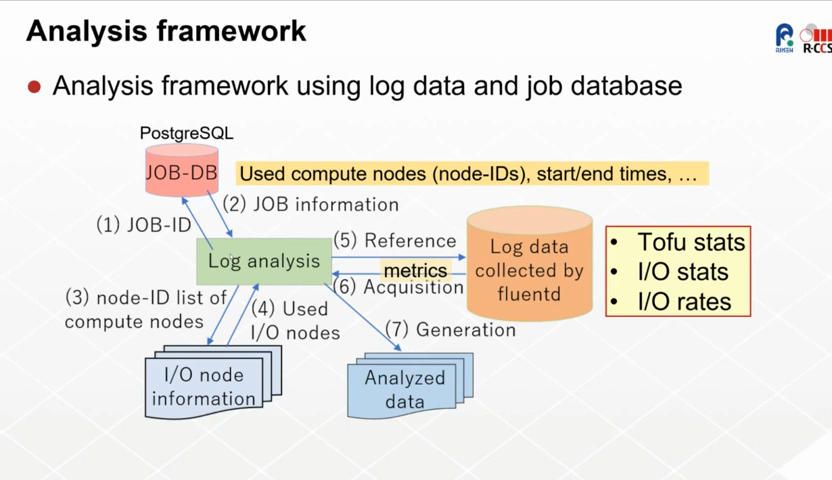 Analysis framework
RIKEN
R-CCS
● Analysis framework using log data and job database
PostgreSQL
JOB-DB
Used compute nodes (node-IDs), start/end times, …
(2) JOB information
(1) JOB-ID
Log analysis
(5) Reference
metrics
(6) Acquisition
Log data
collected by
fluentd
• Tofu stats
• I/O stats
• I/O rates
(3) node-ID list of
compute nodes
(4) Used
I/O nodes
(7) Generation
I/O node
information
Analyzed
data